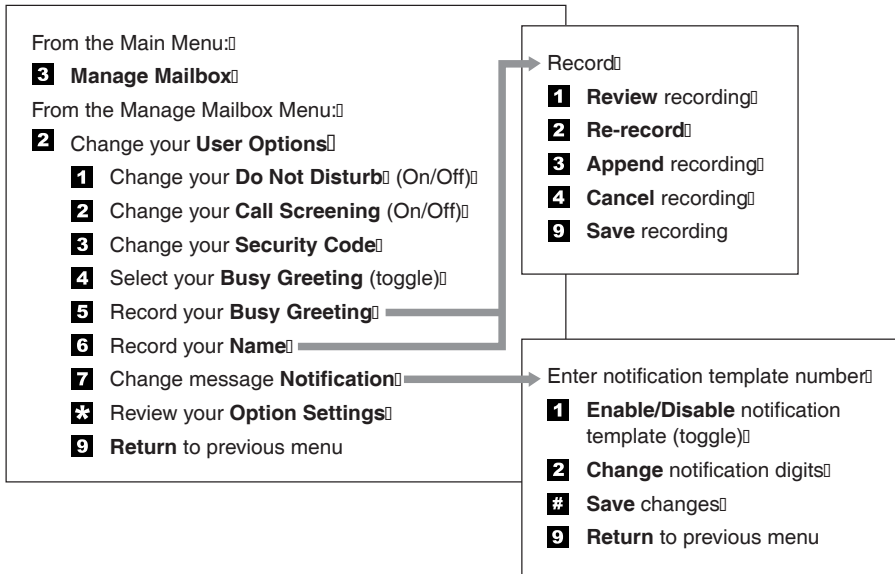 From the Main Menu:
3 Manage Mailbox
From the Manage Mailbox Menu:
2 Change your User Options
1 Change your Do Not Disturb (On/Off)
2 Change your Call Screening (On/Off)
3 Change your Security Code
4 Select your Busy Greeting (toggle)
5 Record your Busy Greeting
6 Record your Name
7 Change message Notification
* Review your Option Settings
9 Return to previous menu
Record
1 Review recording
2 Re-record
3 Append recording
4 Cancel recording
9 Save recording
Enter notification template number
1 Enable/Disable notification
template (toggle)
2 Change notification digits
# Save changes
9 Return to previous menu